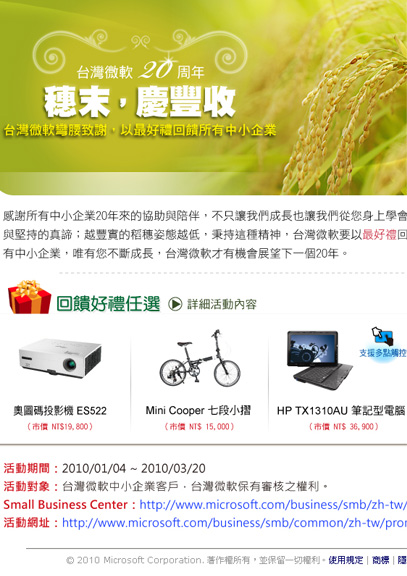 台灣微軟 20 周年
穗末，慶豐收
台灣微軟彎腰致謝，以最好禮回饋所有中小企業
感謝所有中小企業20年來的協助與陪伴，不只讓我們成長也讓我們從您身上學會
與堅持的真諦；越豐實的稻穗姿態越低，秉持這種精神，台灣微軟要以最好禮回
有中小企業，唯有您不斷成長，台灣微軟才有機會展望下一個20年。
回饋好禮任選 詳細活動內容
支援多點觸控
奧圖碼投影機 ES522
（市價 NT$19,800）
Mini Cooper 七段小摺
（市價 NT$ 15,000）
HP TX1310AU 筆記型電腦
（市價 NT$ 36,900）
活動期間：2010/01/04 ~ 2010/03/20
活動對象：台灣微軟中小企業客戶，台灣微軟保有審核之權利。
Small Business Center：http://www.microsoft.com/business/smb/zh-tw/
活動網址：http://www.microsoft.com/business/smb/common/zh-tw/pro
© 2010 Microsoft Corporation. 著作權所有，並保留一切權利。使用規定 | 商標 | 隱